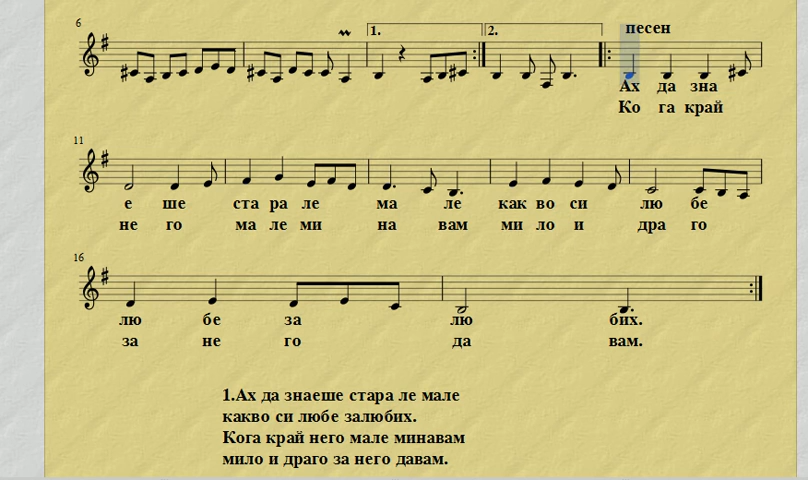 6
1.
2.
песен
Ах да зна
Ко га край
11
е ше ста ра ле ма ле как во си лю бе
не го ма ле ми на вам ми ло и дра го
16
лю бе за лю бих.
за не го да вам.
1.Ах да знаеше стара ле мале
какво си любе залюбих.
Кога край него мале минавам
мило и драго за него давам.